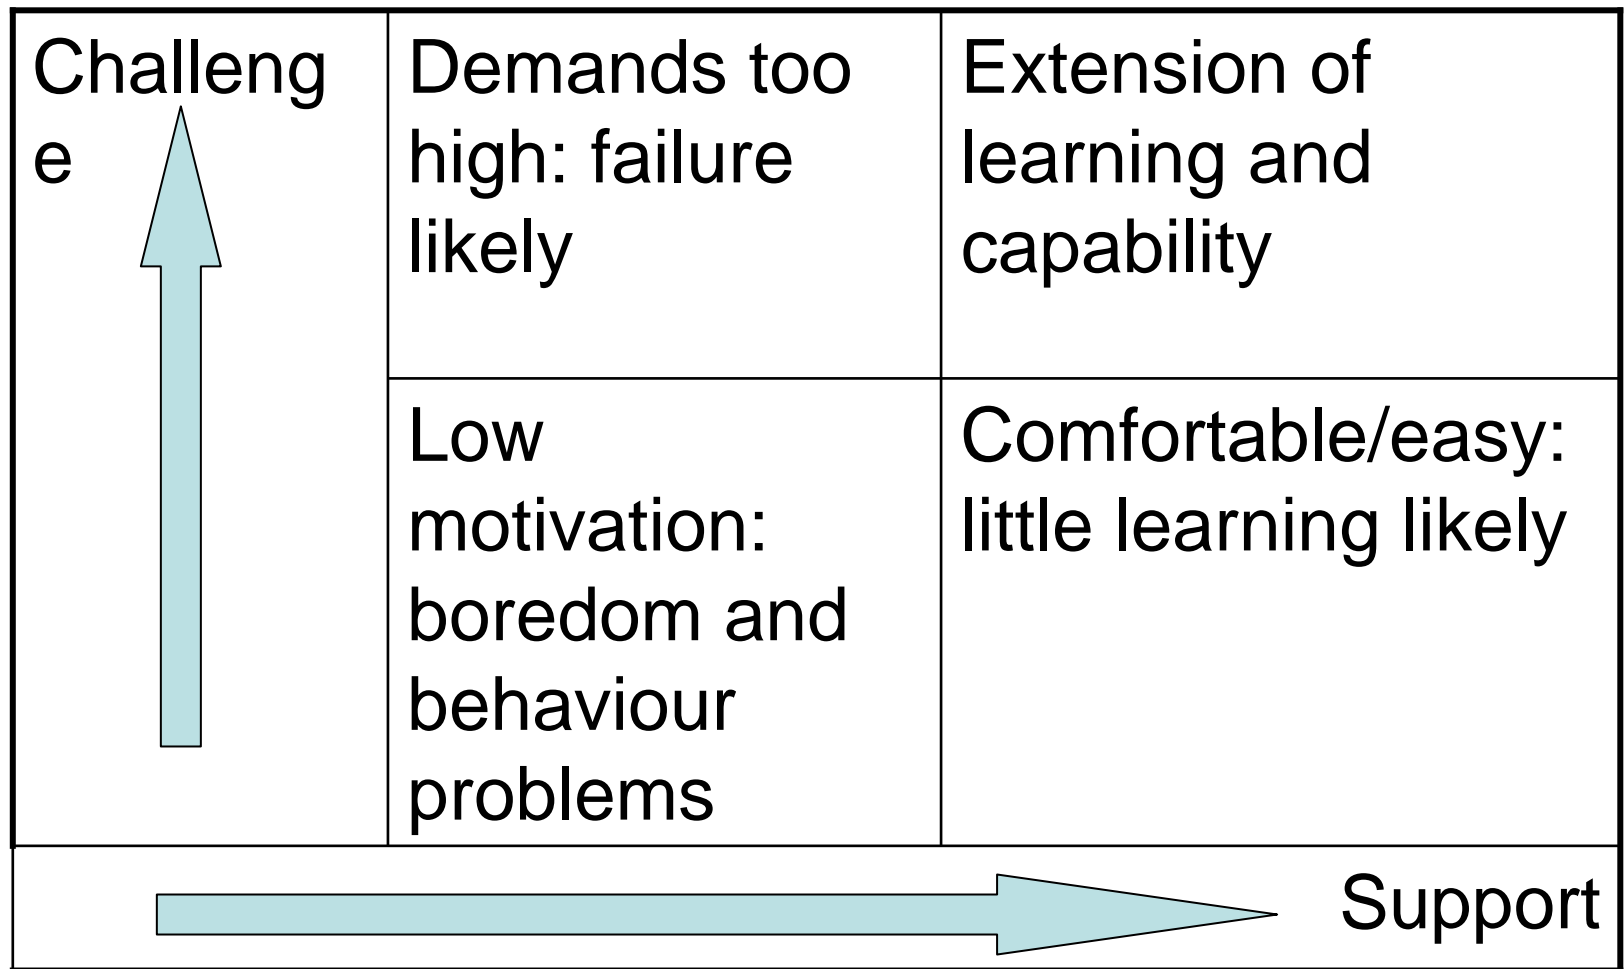 Challeng
e
Demands too
high: failure
likely
Extension of
learning and
capability
Low
motivation:
boredom and
behaviour
problems
Comfortable/easy:
little learning likely
Support